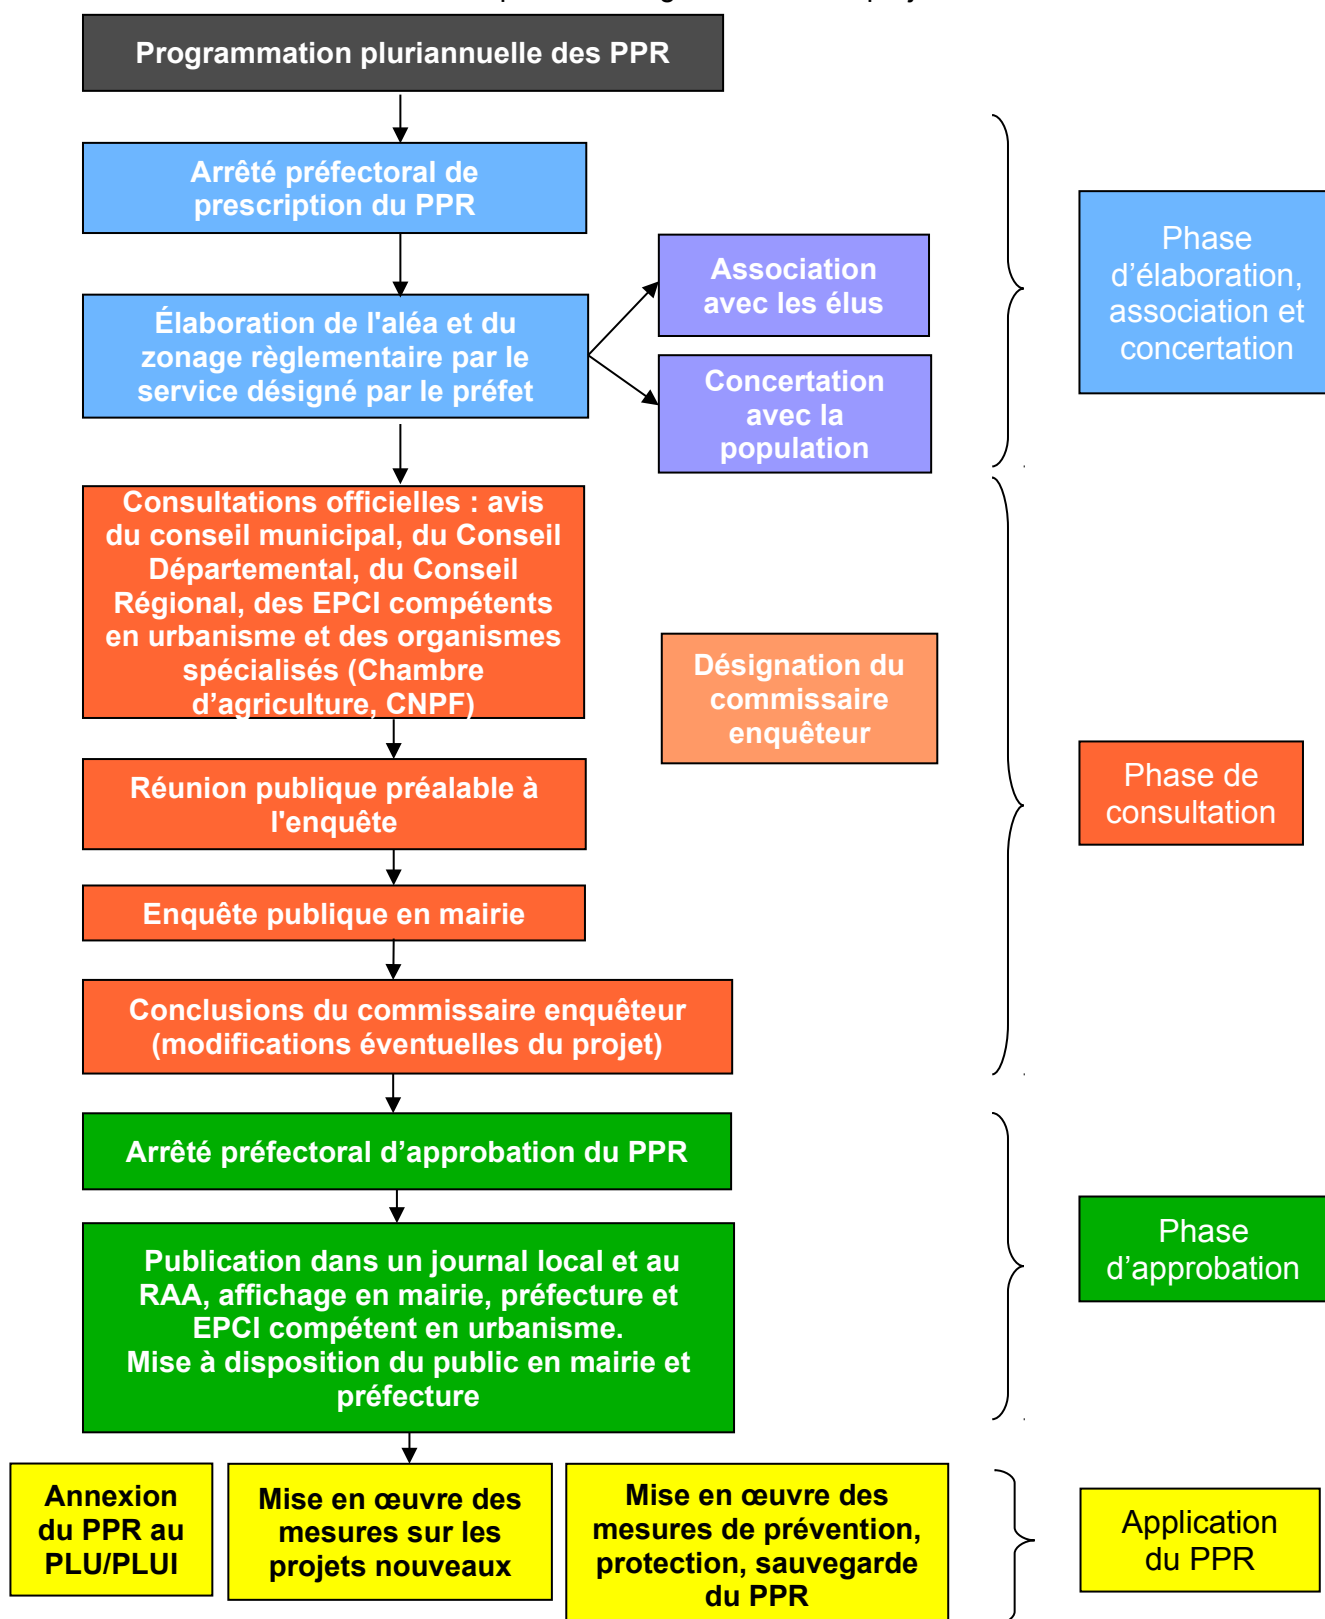 Programmation pluriannuelle des PPR
Arrêté préfectoral de
prescription du PPR
Élaboration de l'aléa et du
zonage règlementaire par le
service désigné par le préfet
Association
avec les élus
Concertation
avec la
population
Phase
d’élaboration,
association et
concertation
Consultations officielles : avis
du conseil municipal, du Conseil
Départemental, du Conseil
Régional, des EPCI compétents
en urbanisme et des organismes
spécialisés (Chambre
d’agriculture, CNPF)
Désignation du
commissaire
enquêteur
Réunion publique préalable à
l'enquête
Enquête publique en mairie
Conclusions du commissaire enquêteur
(modifications éventuelles du projet)
Phase de
consultation
Arrêté préfectoral d’approbation du PPR
Publication dans un journal local et au
RAA, affichage en mairie, préfecture et
EPCI compétent en urbanisme.
Mise à disposition du public en mairie et
préfecture
Phase
d’approbation
Annexion
du PPR au
PLU/PLUI
Mise en œuvre des
mesures sur les
projets nouveaux
Mise en œuvre des
mesures de prévention,
protection, sauvegarde
du PPR
Application
du PPR